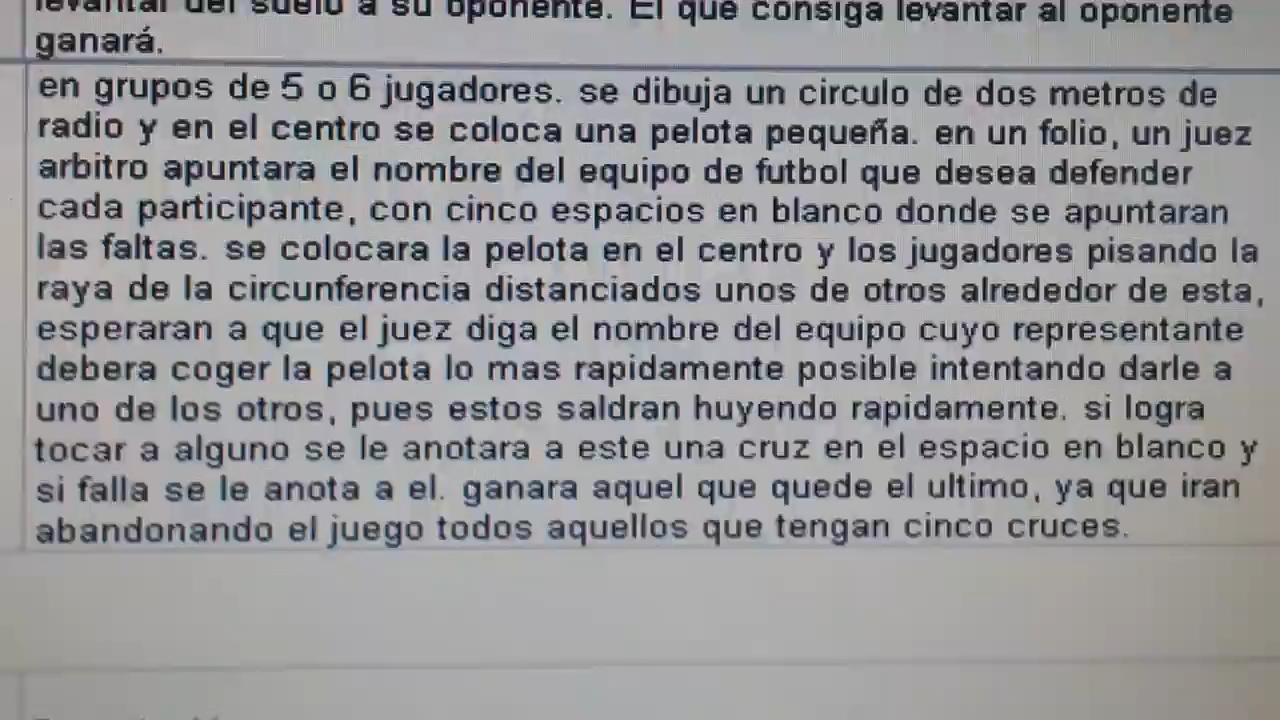 levantar del suelo a su oponente. El que consiga levantar al oponente
ganará.
en grupos de 5 o 6 jugadores. se dibuja un circulo de dos metros de
radio y en el centro se coloca una pelota pequeña. en un folio, un juez
arbitro apuntara el nombre del equipo de futbol que desea defender
cada participante, con cinco espacios en blanco donde se apuntaran
las faltas. se colocara la pelota en el centro y los jugadores pisando la
raya de la circunferencia distanciados unos de otros alrededor de esta,
esperaran a que el juez diga el nombre del equipo cuyo representante
debera coger la pelota lo mas rapidamente posible intentando darle a
uno de los otros, pues estos saldran huyendo rapidamente. si logra
tocar a alguno se le anotara a este una cruz en el espacio en blanco y
si falla se le anota a el. ganara aquel que quede el ultimo, ya que iran
abandonando el juego todos aquellos que tengan cinco cruces.